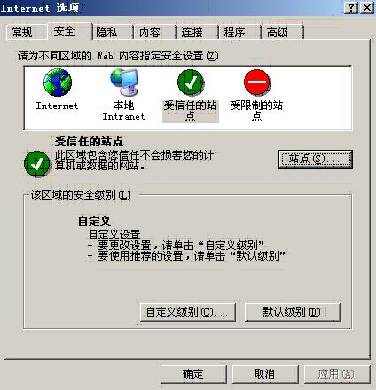 Internet 选项
常规 安全 隐私 内容 连接 程序 高级
请为不同区域的 Web 内容指定安全设置(Z)
Internet 本地 Intranet 受信任的站点 受限制的站点
受信任的站点
此区域包含您信任不会损害您的计
算机或数据的网站。
站点(S)...
该区域的安全级别(L)
自定义
自定义设置
- 要更改设置,请单击“自定义级别”
- 要使用推荐的设置,请单击“默认级别”
自定义级别(C)... 默认级别(D)
确定 取消 应用(A)